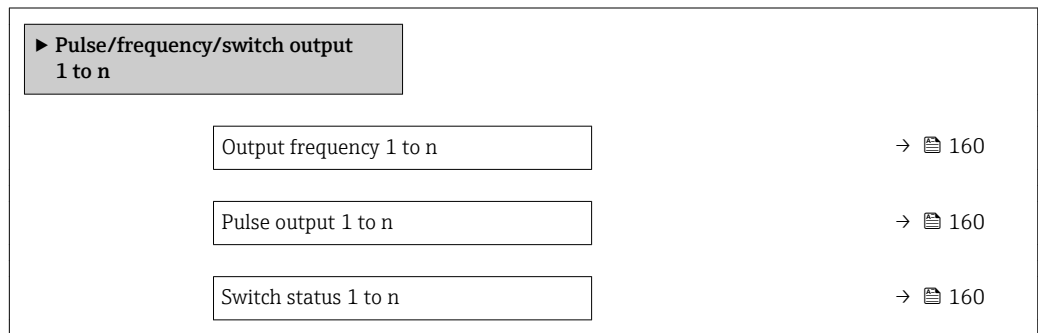 ▶ Pulse/frequency/switch output
1 to n
Output frequency 1 to n → 160
Pulse output 1 to n → 160
Switch status 1 to n → 160